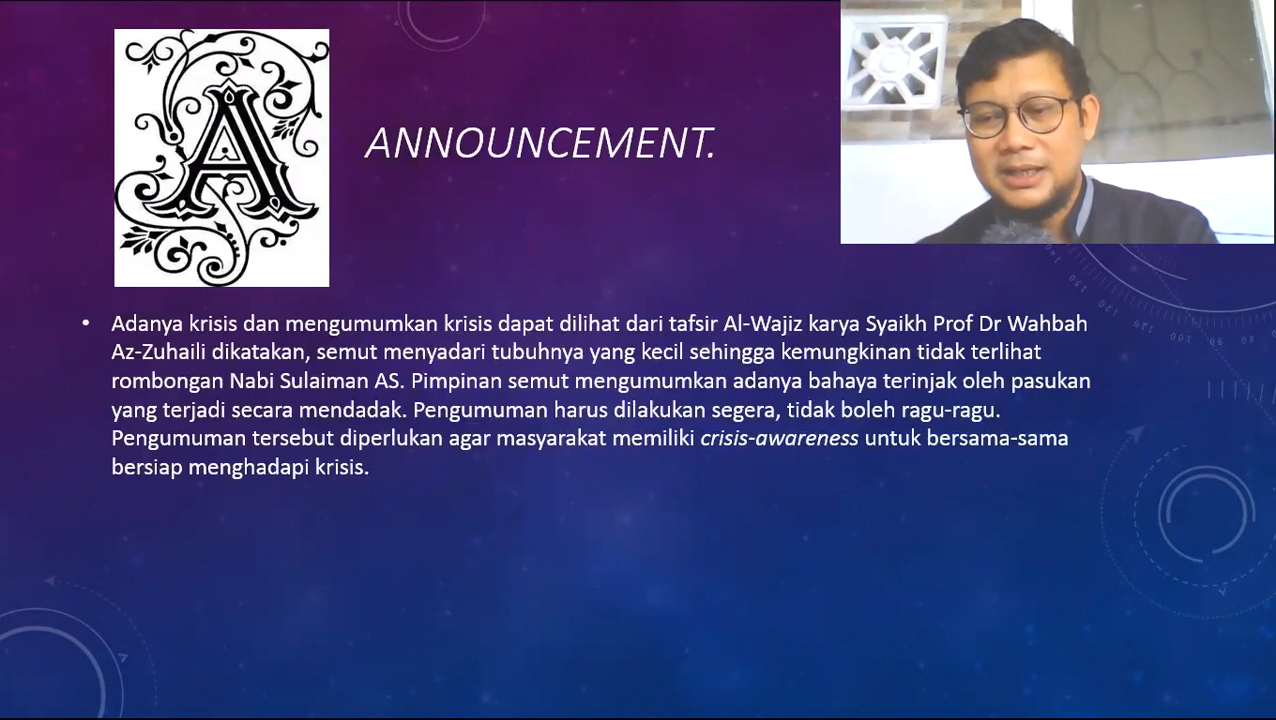 A
ANNOUNCEMENT.
• Adanya krisis dan mengumumkan krisis dapat dilihat dari tafsir Al-Wajiz karya Syaikh Prof Dr Wahbah
Az-Zuhaili dikatakan, semut menyadari tubuhnya yang kecil sehingga kemungkinan tidak terlihat
rombongan Nabi Sulaiman AS. Pimpinan semut mengumumkan adanya bahaya terinjak oleh pasukan
yang terjadi secara mendadak. Pengumuman harus dilakukan segera, tidak boleh ragu-ragu.
Pengumuman tersebut diperlukan agar masyarakat memiliki crisis-awareness untuk bersama-sama
bersiap menghadapi krisis.